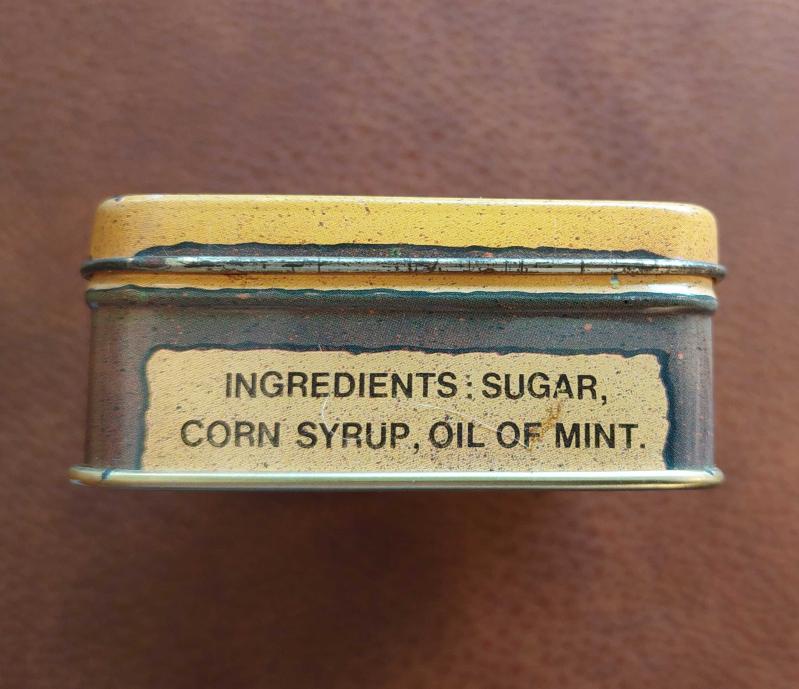 INGREDIENTS: SUGAR,
CORN SYRUP, OIL OF MINT.